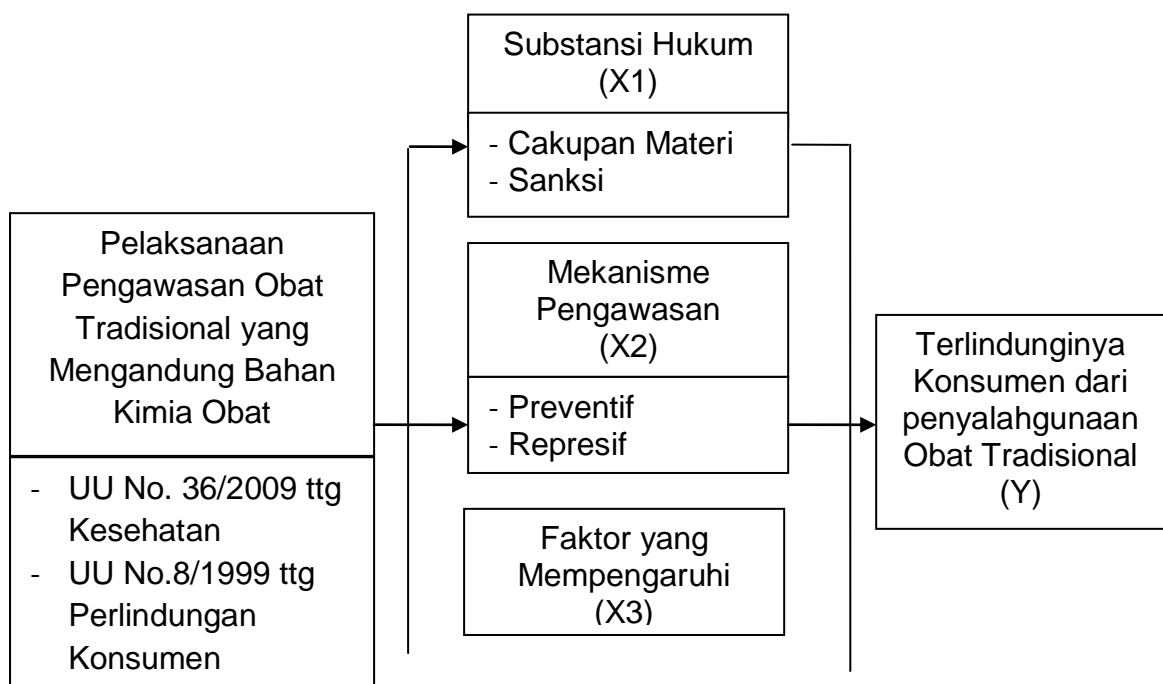 Substansi Hukum
(X1)
- Cakupan Materi
- Sanksi
Pelaksanaan
Pengawasan Obat
Tradisional yang
Mengandung Bahan
Kimia Obat
- UU No. 36/2009 ttg
Kesehatan
- UU No.8/1999 ttg
Perlindungan
Konsumen
Mekanisme
Pengawasan
(X2)
- Preventif
- Represif
Faktor yang
Mempengaruhi
(X3)
Terlindunginya
Konsumen dari
penyalahgunaan
Obat Tradisional
(Y)